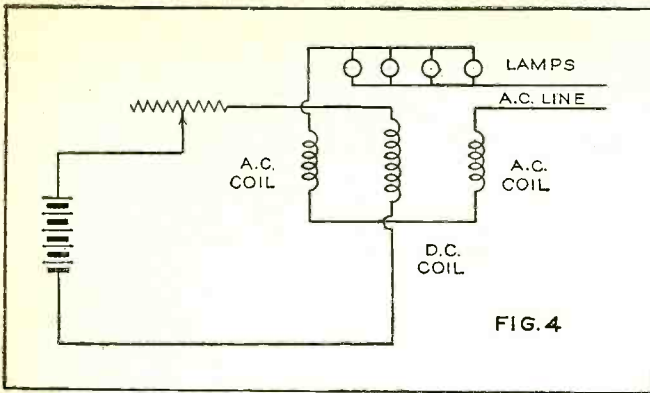 LAMPS
A.C. LINE
A.C.
COIL
A.C.
COIL
D.C.
COIL
FIG. 4